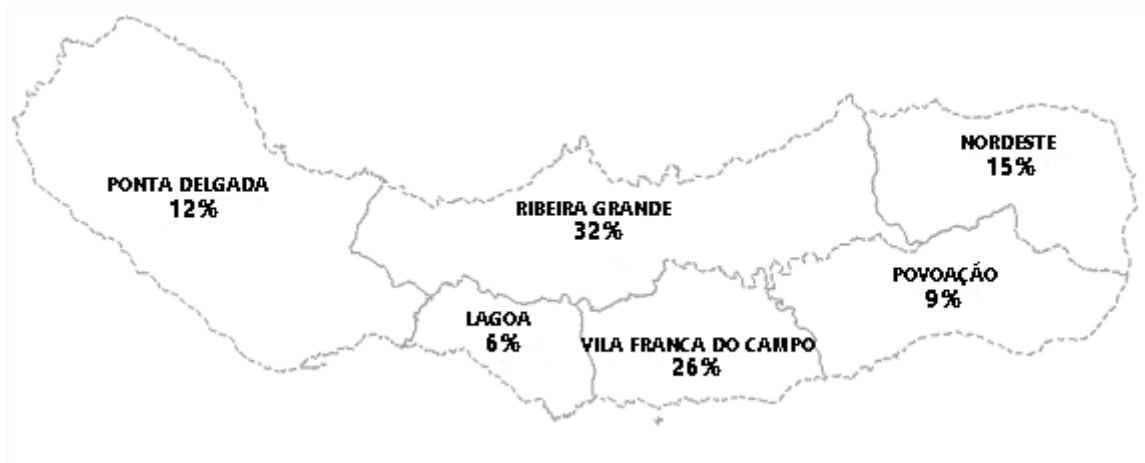 NORDESTE
15%
PONTA DELGADA
12%
RIBEIRA GRANDE
32%
POVOAÇÃO
9%
LAGOA
6%
VILA FRANCA DO CAMPO
26%